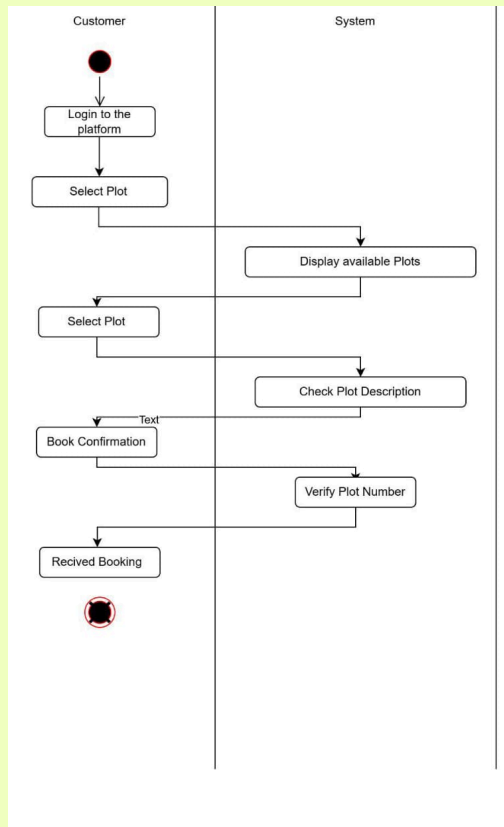 Customer
System
Login to the
platform
Select Plot
Display available Plots
Select Plot
Check Plot Description
Text
Book Confirmation
Verify Plot Number
Recived Booking